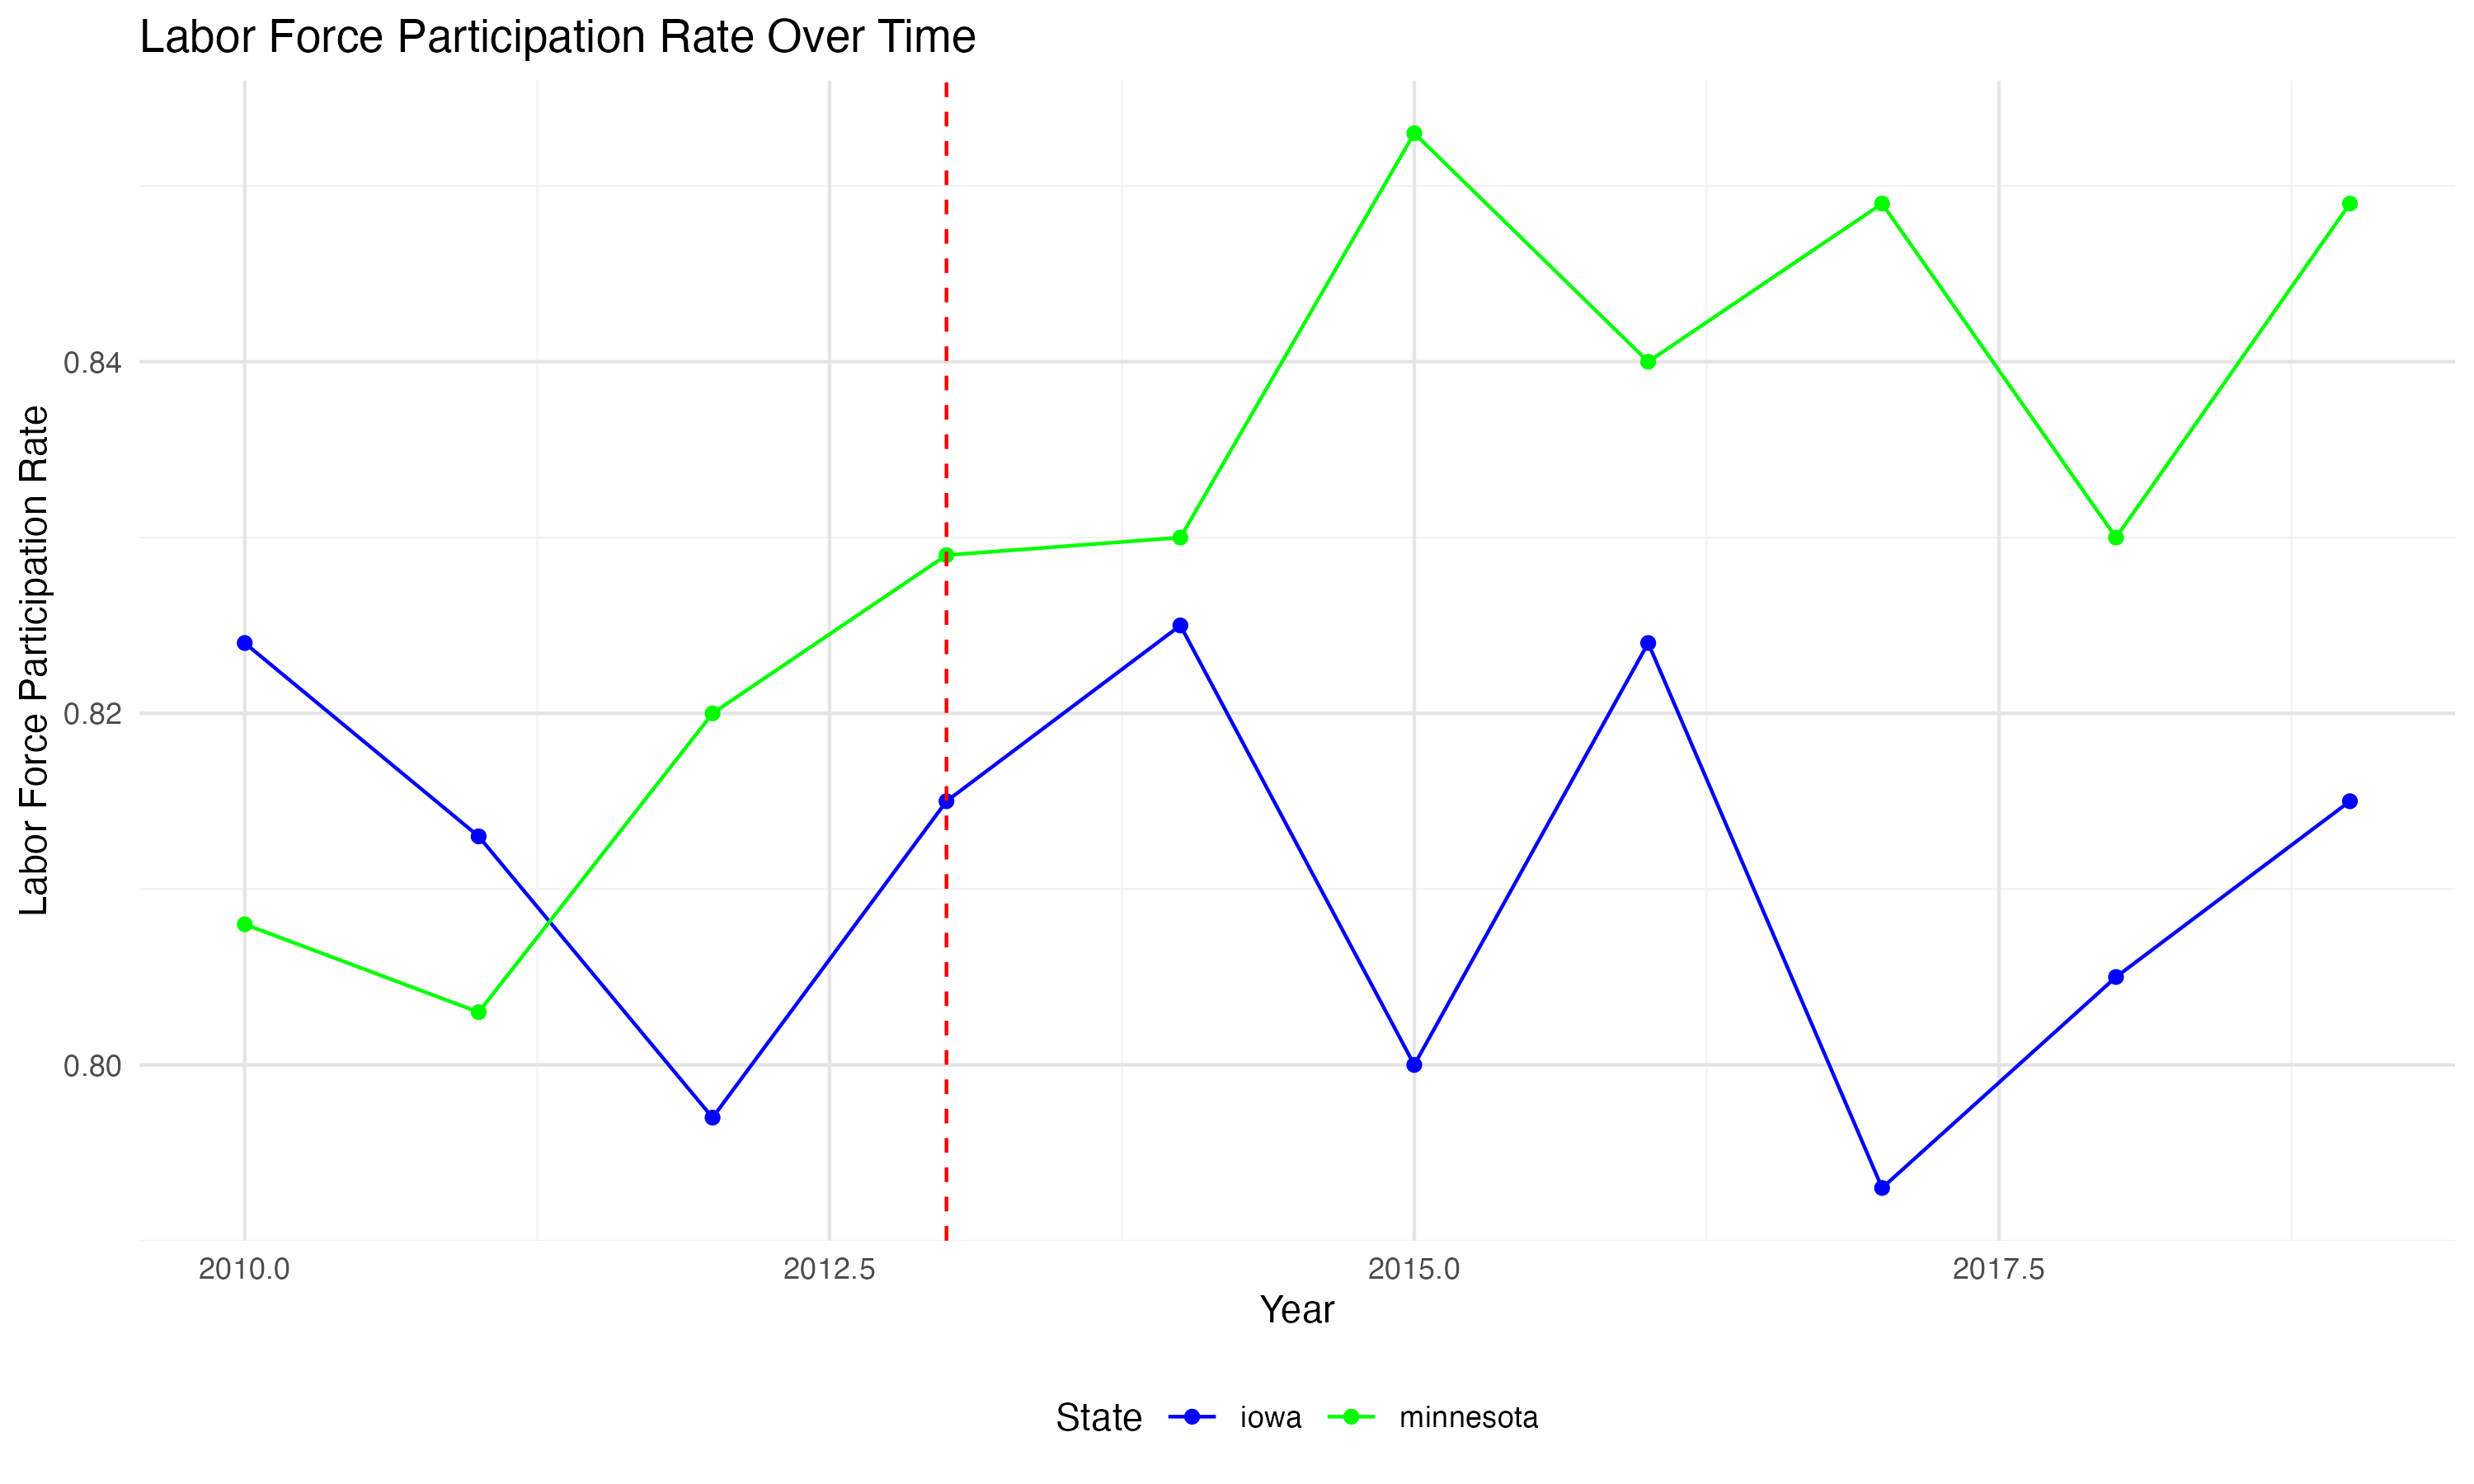 Labor Force Participation Rate Over Time
Labor Force Participation Rate
0.84
0.82
0.80
2010.0 2012.5 2015.0 2017.5
Year
State iowa minnesota